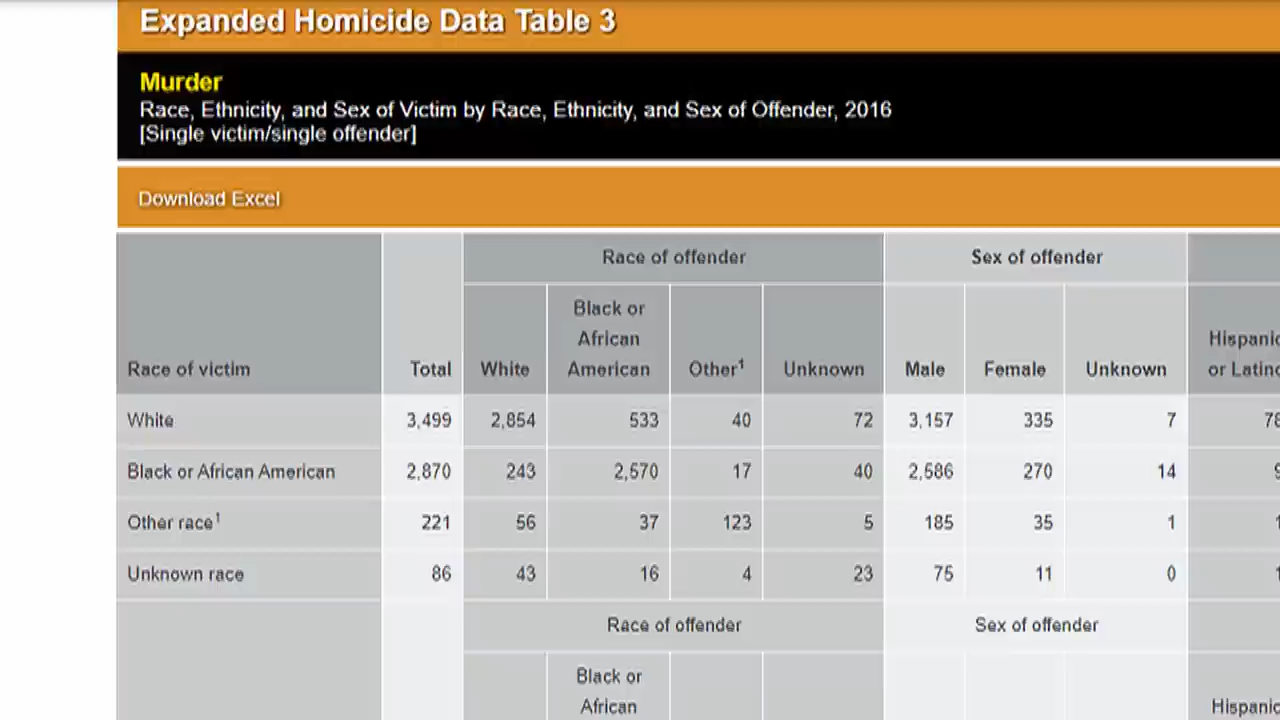 Expanded Homicide Data Table 3
Murder
Race, Ethnicity, and Sex of Victim by Race, Ethnicity, and Sex of Offender, 2016
[Single victim/single offender]
Download Excel
Race of offender Sex of offender
Black or
African Hispanic
Race of victim Total White American Other¹ Unknown Male Female Unknown or Latino
White 3,499 2,854 533 40 72 3,157 335 7
Black or African American 2,870 243 2,570 17 40 2,586 270 14
Other race¹ 221 56 37 123 5 185 35 1
Unknown race 86 43 16 4 23 75 11 0
Race of offender Sex of offender
Black or
African Hispanic